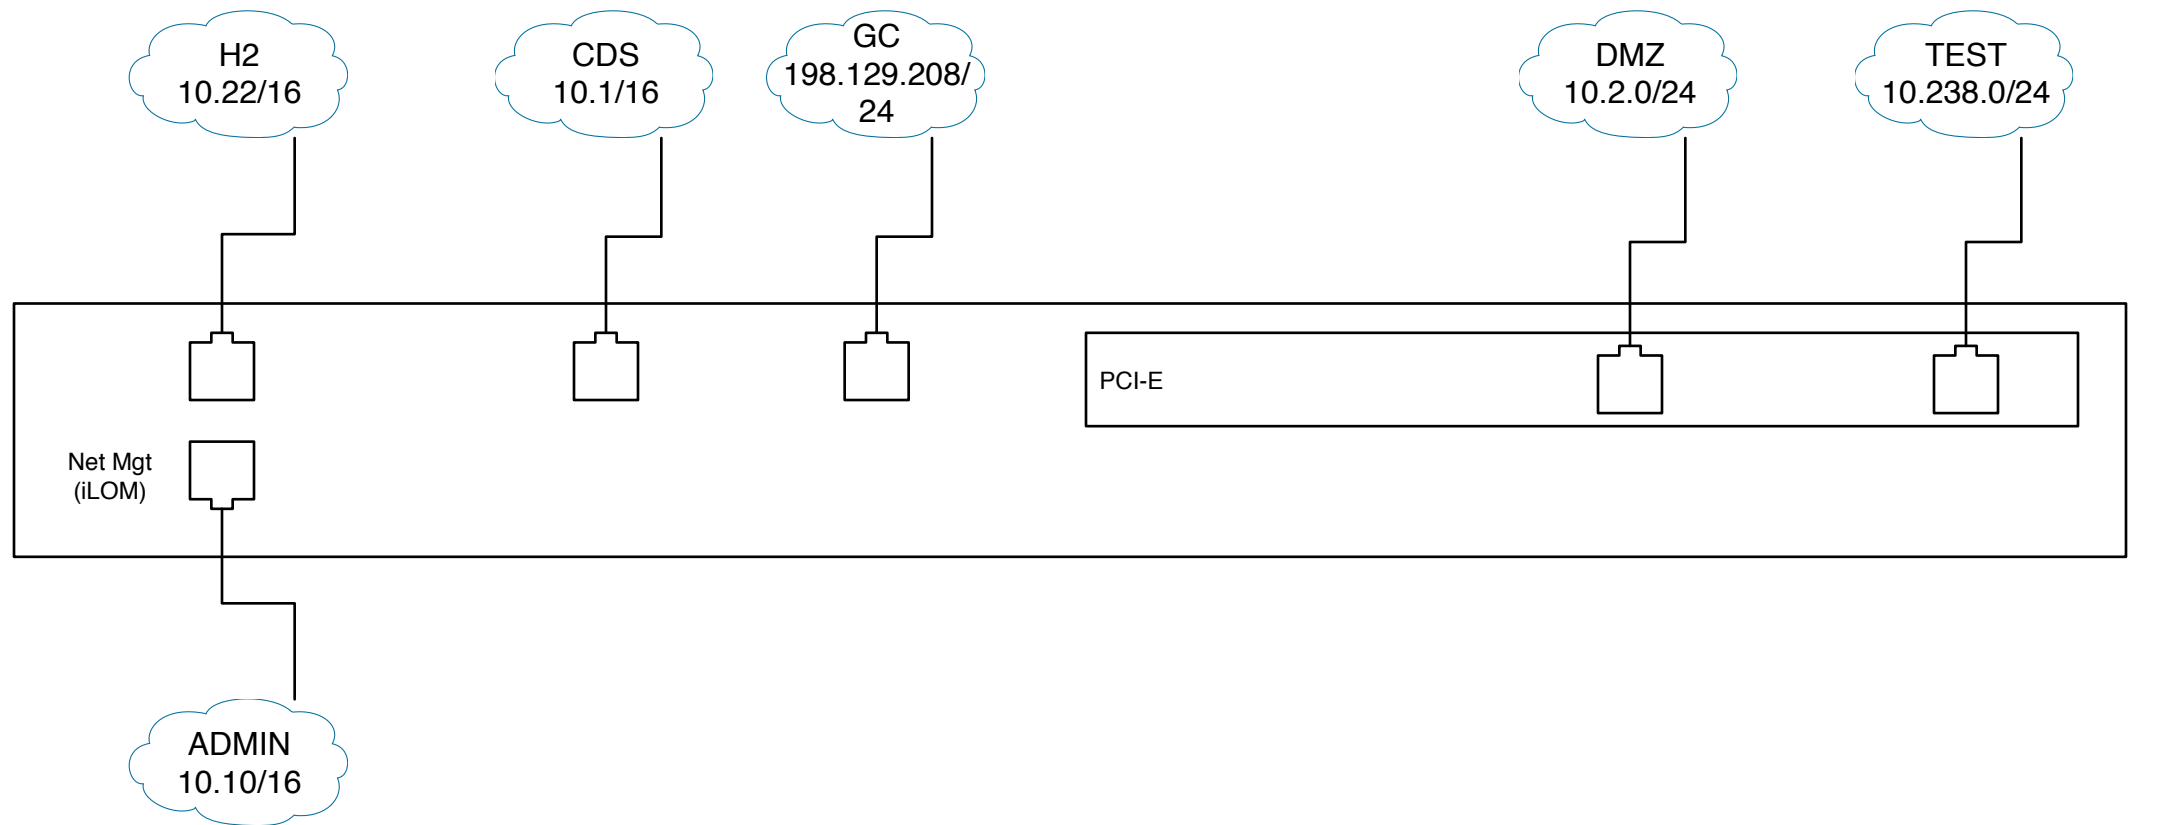 H2
10.22/16
CDS
10.1/16
GC
198.129.208/
24
DMZ
10.2.0/24
TEST
10.238.0/24
PCI-E
Net Mgt
(iLOM)
ADMIN
10.10/16